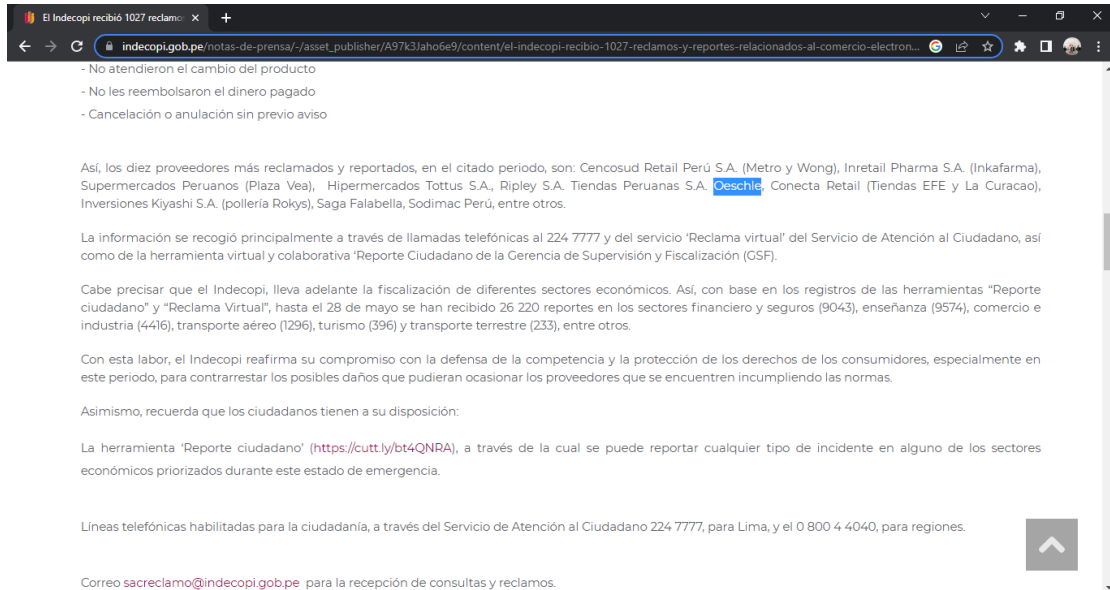 El Indecopi recibió 1027 reclamo
indecopi.gob.pe/notas-de-prensa/-/asset_publisher/A97k3Jaho6e9/content/el-indecopi-recibio-1027-reclamos-y-reportes-relacionados-al-comercio-electron...
- No atendieron el cambio del producto
- No les reembolsaron el dinero pagado
- Cancelación o anulación sin previo aviso
Así, los diez proveedores más reclamados y reportados, en el citado periodo, son: Cencosud Retail Perú S.A. (Metro y Wong), Inretail Pharma S.A. (Inkafarma),
Supermercados Peruanos (Plaza Vea), Hipermercados Tottus S.A., Ripley S.A. Tiendas Peruanas S.A. Oeschle, Conecta Retail (Tiendas EFE y La Curacao),
Inversiones Kiyashi S.A. (pollería Rokys), Saga Falabella, Sodimac Perú, entre otros.
La información se recogió principalmente a través de llamadas telefónicas al 224 7777 y del servicio ‘Reclama virtual’ del Servicio de Atención al Ciudadano, así
como de la herramienta virtual y colaborativa ‘Reporte Ciudadano de la Gerencia de Supervisión y Fiscalización (GSF).
Cabe precisar que el Indecopi, lleva adelante la fiscalización de diferentes sectores económicos. Así, con base en los registros de las herramientas “Reporte
ciudadano” y “Reclama Virtual”, hasta el 28 de mayo se han recibido 26 220 reportes en los sectores financiero y seguros (9043), enseñanza (9574), comercio e
industria (4416), transporte aéreo (1296), turismo (396) y transporte terrestre (233), entre otros.
Con esta labor, el Indecopi reafirma su compromiso con la defensa de la competencia y la protección de los derechos de los consumidores, especialmente en
este periodo, para contrarrestar los posibles daños que pudieran ocasionar los proveedores que se encuentren incumpliendo las normas.
Asimismo, recuerda que los ciudadanos tienen a su disposición:
La herramienta ‘Reporte ciudadano’ (https://cutt.ly/bt4QNRA), a través de la cual se puede reportar cualquier tipo de incidente en alguno de los sectores
económicos priorizados durante este estado de emergencia.
Líneas telefónicas habilitadas para la ciudadanía, a través del Servicio de Atención al Ciudadano 224 7777, para Lima, y el 0 800 4 4040, para regiones.
Correo sacreclamo@indecopi.gob.pe para la recepción de consultas y reclamos.